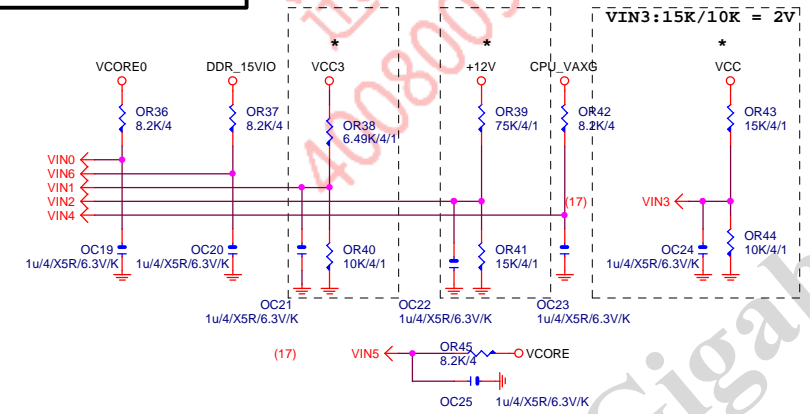 VIN3:15K/10K = 2V
* * *
VCORE0 DDR_15VIO VCC3 +12V CPU_VAXG VCC
OR36 OR37 OR38 OR39 OR42 OR43
8.2K/4 8.2K/4 6.49K/4/1 75K/4/1 8.2K/4 15K/4/1
VIN0
VIN6
VIN1
VIN2
VIN4
(17) VIN3
OC19 OC20 OR40 OR41 OC24 OR44
1u/4/X5R/6.3V/K 1u/4/X5R/6.3V/K 10K/4/1 15K/4/1 1u/4/X5R/6.3V/K 10K/4/1
OC21 OC22 OC23
1u/4/X5R/6.3V/K 1u/4/X5R/6.3V/K 1u/4/X5R/6.3V/K
(17) VIN5 OR45 VCORE
8.2K/4
OC25 1u/4/X5R/6.3V/K
Gigab